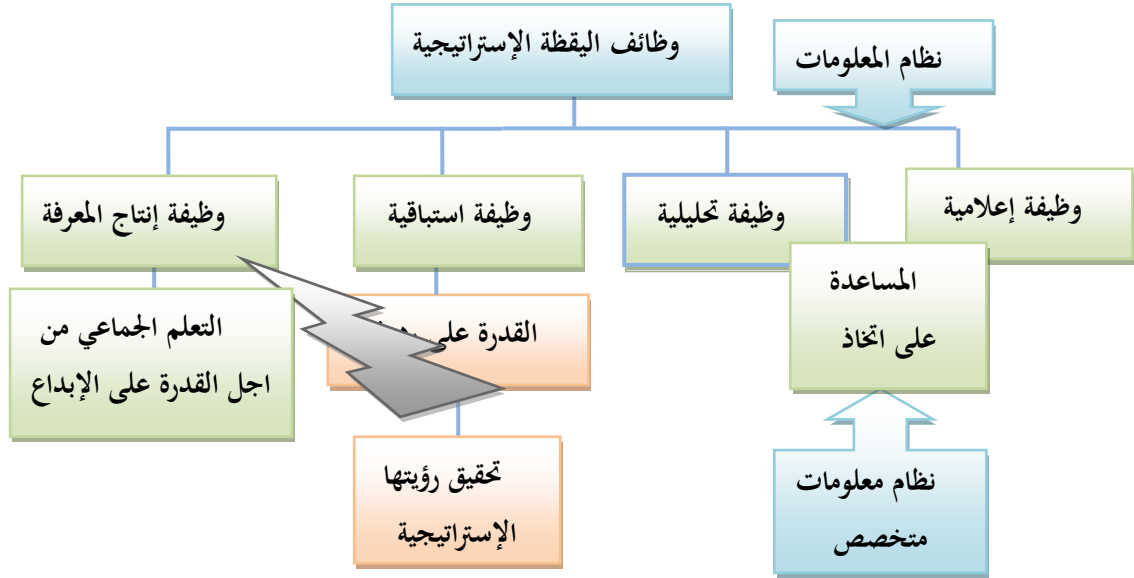 وظائف اليقظة الإستراتيجية
نظام المعلومات
وظيفة إعلامية
وظيفة تحليلية
وظيفة استباقية
وظيفة إنتاج المعرفة
المساعدة
على اتخاذ
القدرة على
التعلم الجماعي من
اجل القدرة على الإبداع
تحقيق رؤيتها
الإستراتيجية
نظام معلومات
متخصص